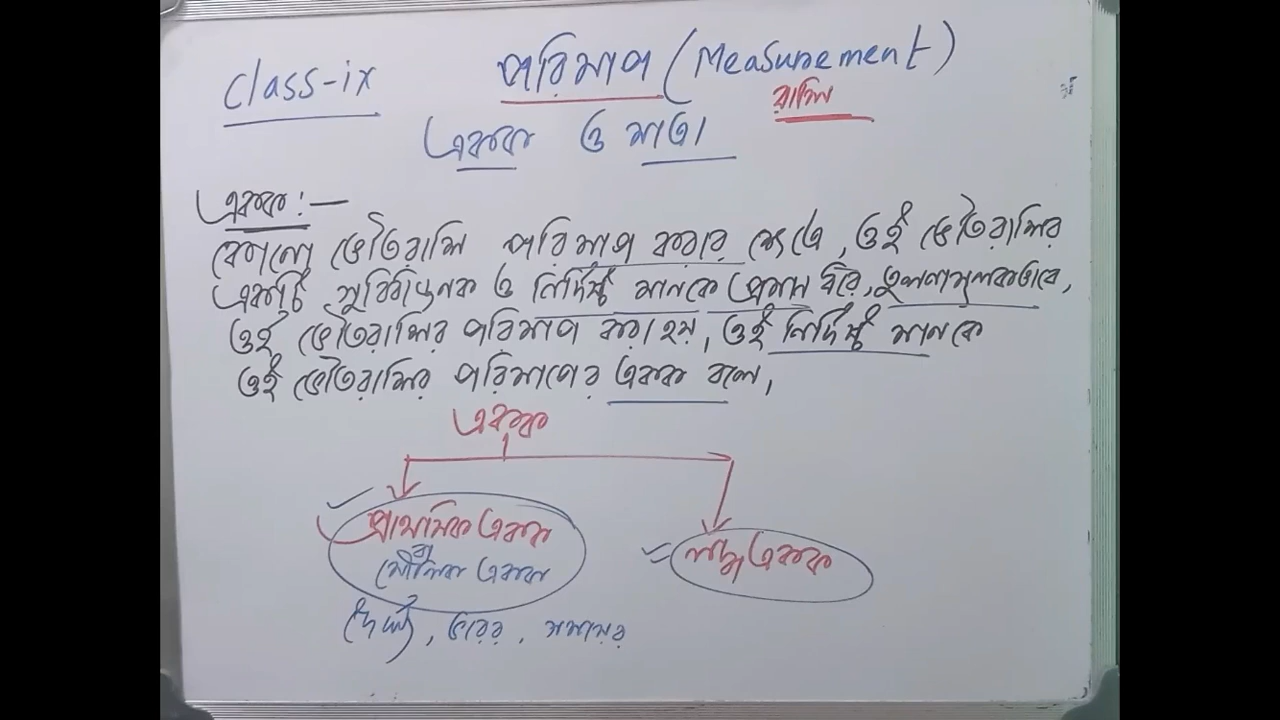 Class-ix পরিমাপ (Measurement)
রাশি
একক ও মাত্রা
একক :—
কোনো ভৌতরাশি পরিমাপ করার ক্ষেত্রে, ওই ভৌতরাশির
একটি সুবিধাজনক ও নির্দিষ্ট মানকে প্রমাণ ধরে, তুলনামূলকভাবে,
ওই ভৌতরাশির পরিমাপ করা হয়, ওই নির্দিষ্ট মানকে
ওই ভৌতরাশির পরিমাপের একক বলে,
একক
প্রাথমিক একক
বা
মৌলিক একক
লব্ধ একক
দৈর্ঘ্য, ভরের, সময়ের